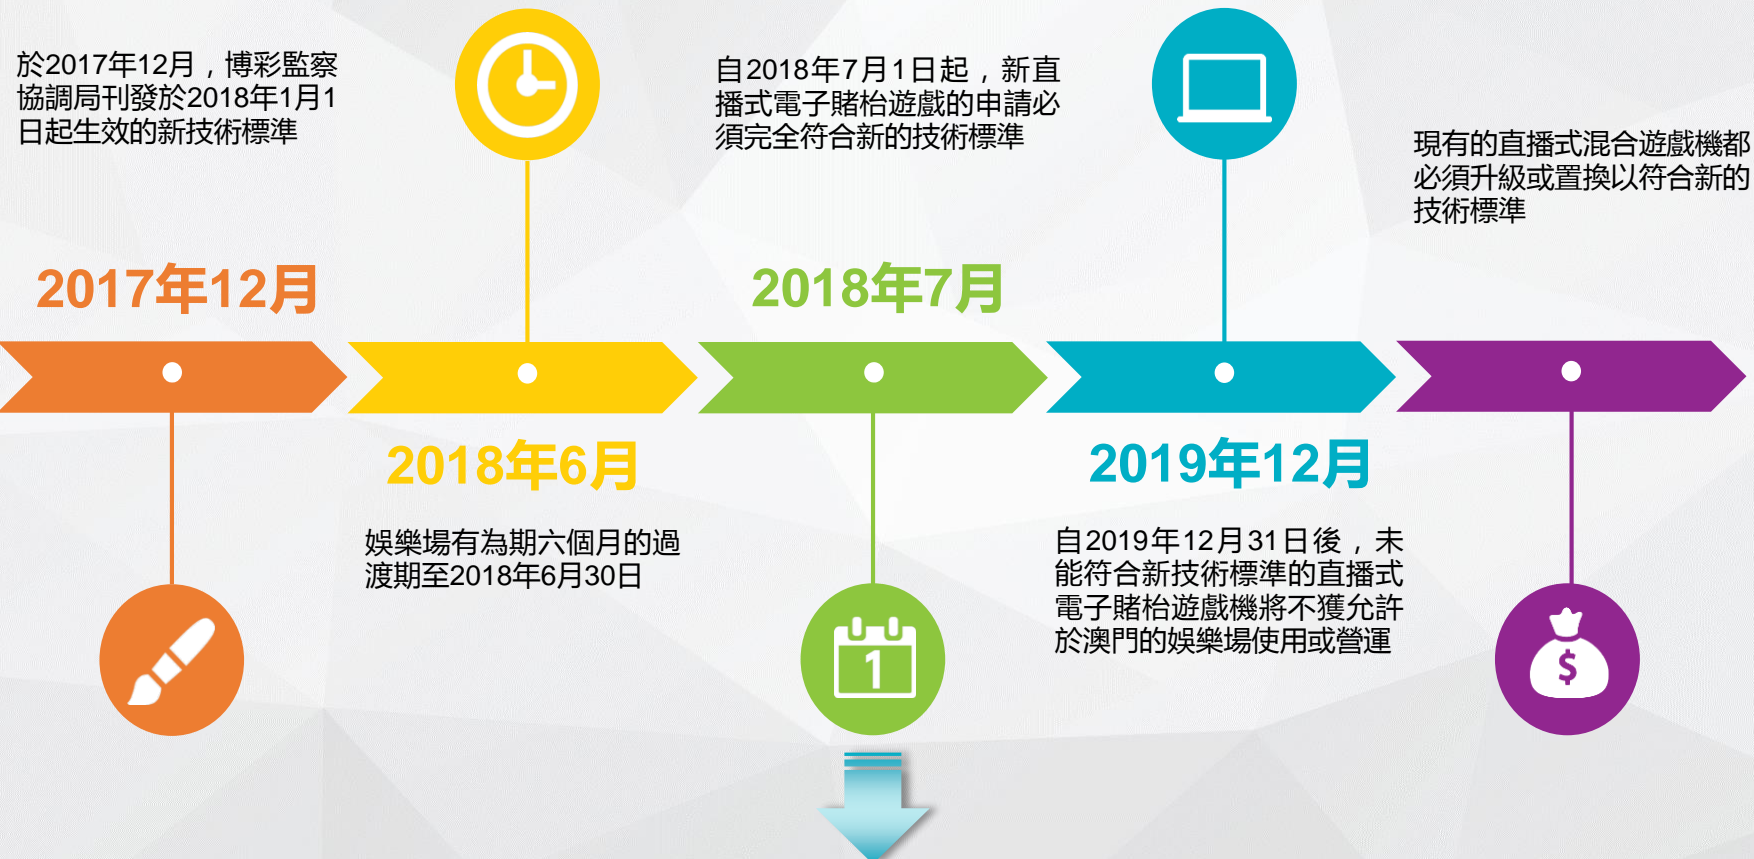 於2017年12月，博彩監察
協調局刊發於2018年1月1
日起生效的新技術標準
2017年12月
2018年6月
娛樂場有為期六個月的過
渡期至2018年6月30日
自2018年7月1日起，新直
播式電子賭枱遊戲的申請必
須完全符合新的技術標準
2018年7月
1
2019年12月
自2019年12月31日後，未
能符合新技術標準的直播式
電子賭枱遊戲機將不獲允許
於澳門的娛樂場使用或營運
現有的直播式混合遊戲機都
必須升級或置換以符合新的
技術標準
$